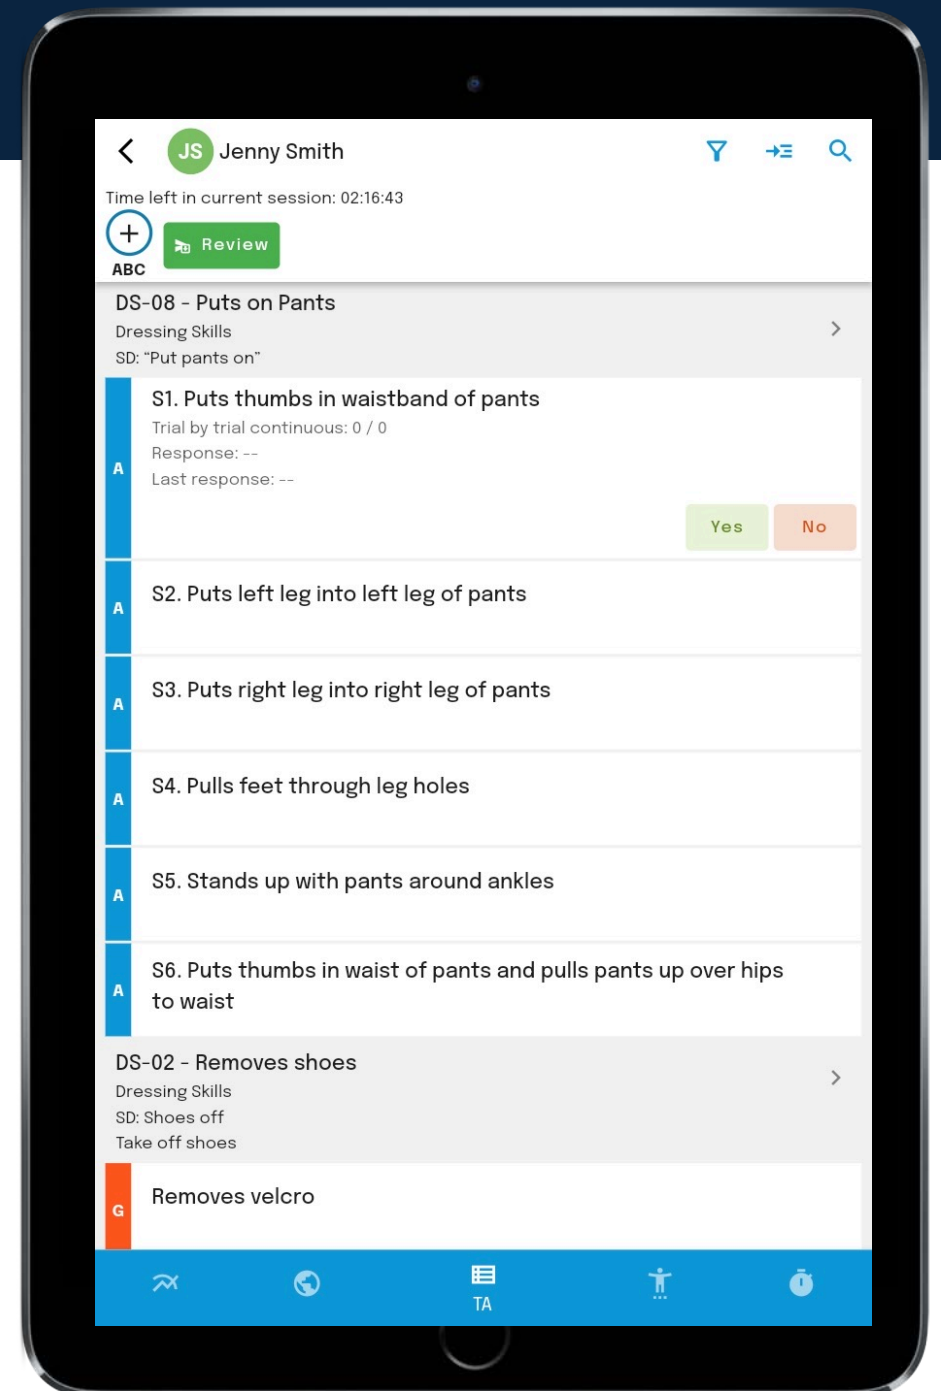 JS Jenny Smith
Time left in current session: 02:16:43
+
ABC
Review
DS-08 - Puts on Pants
Dressing Skills
SD: “Put pants on”
A
S1. Puts thumbs in waistband of pants
Trial by trial continuous: 0 / 0
Response: --
Last response: --
Yes No
A
S2. Puts left leg into left leg of pants
A
S3. Puts right leg into right leg of pants
A
S4. Pulls feet through leg holes
A
S5. Stands up with pants around ankles
A
S6. Puts thumbs in waist of pants and pulls pants up over hips
to waist
DS-02 - Removes shoes
Dressing Skills
SD: Shoes off
Take off shoes
G
Removes velcro
TA